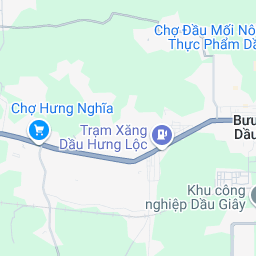 Chợ Đầu Mối Nô
Thực Phẩm Dầ
Chợ Hưng Nghĩa
Trạm Xăng
Dầu Hưng Lộc
Bưu
Dầu
Khu công
nghiệp Dầu Giây